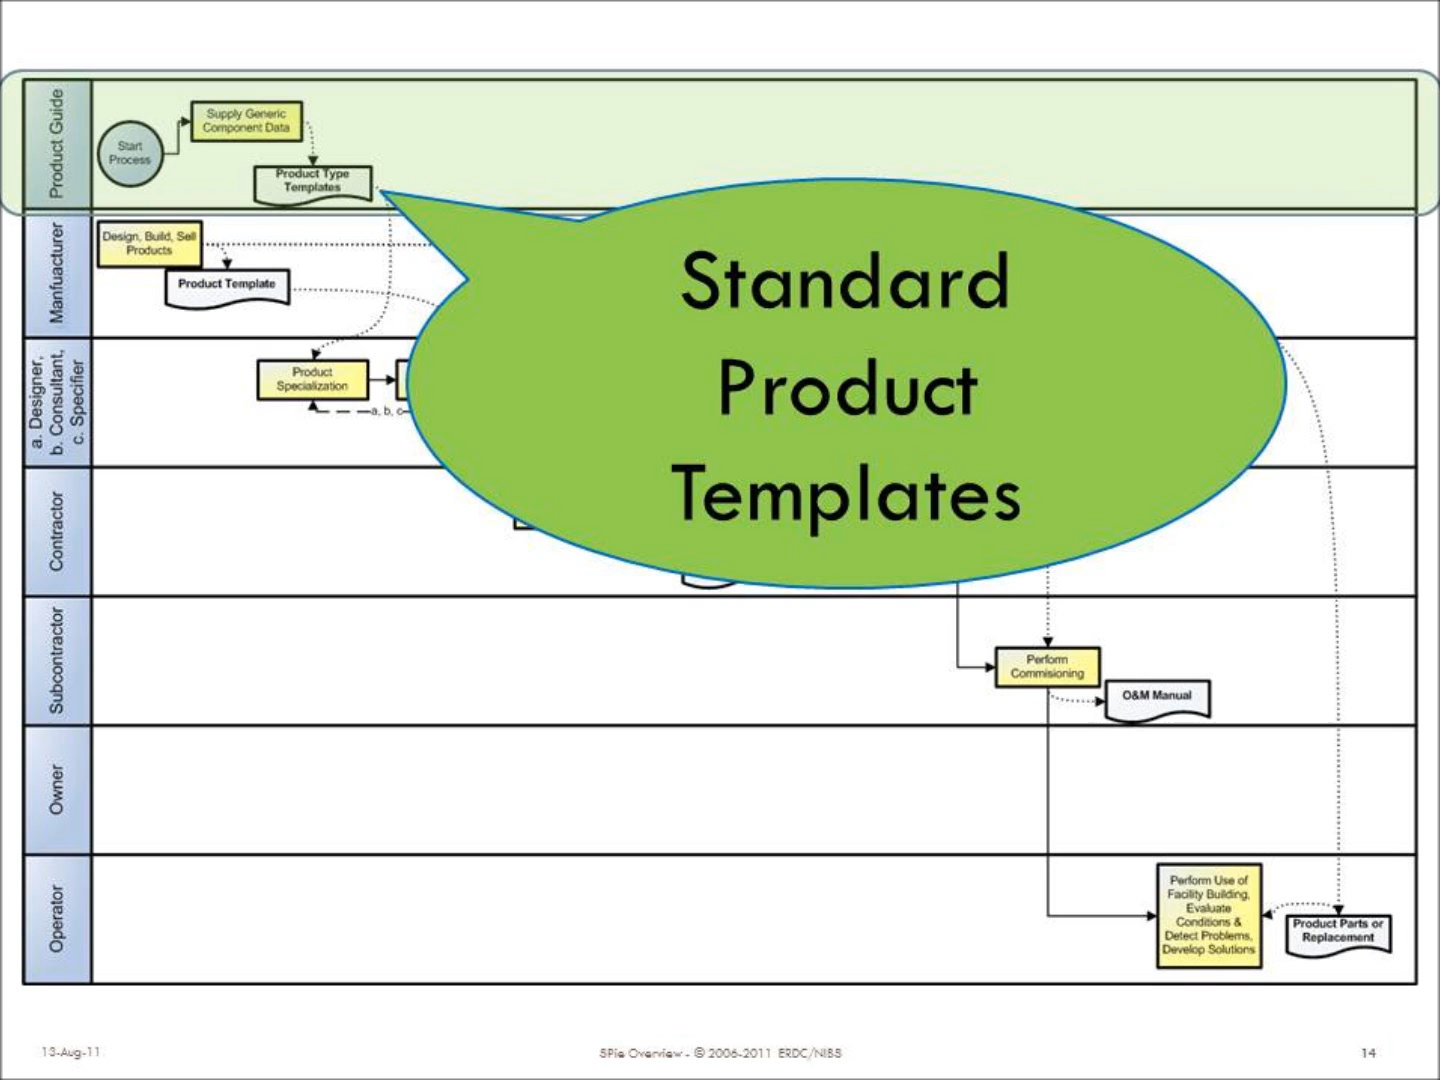 Product Guide
Start
Process
Supply Generic
Component Data
Product Type
Templates
Manfuacturer
Design, Build, Sell
Products
Product Template
Standard
Product
Templates
a. Designer,
b. Consultant,
c. Specifier
Product
Specialization
a, b, c
Contractor
Subcontractor
Perform
Commisioning
O&M Manual
Owner
Operator
Perform Use of
Facility Building,
Evaluate
Conditions &
Detect Problems,
Develop Solutions
Product Parts or
Replacement
13-Aug-11
SPie Overview - © 2006-2011 ERDC/NIBS
14